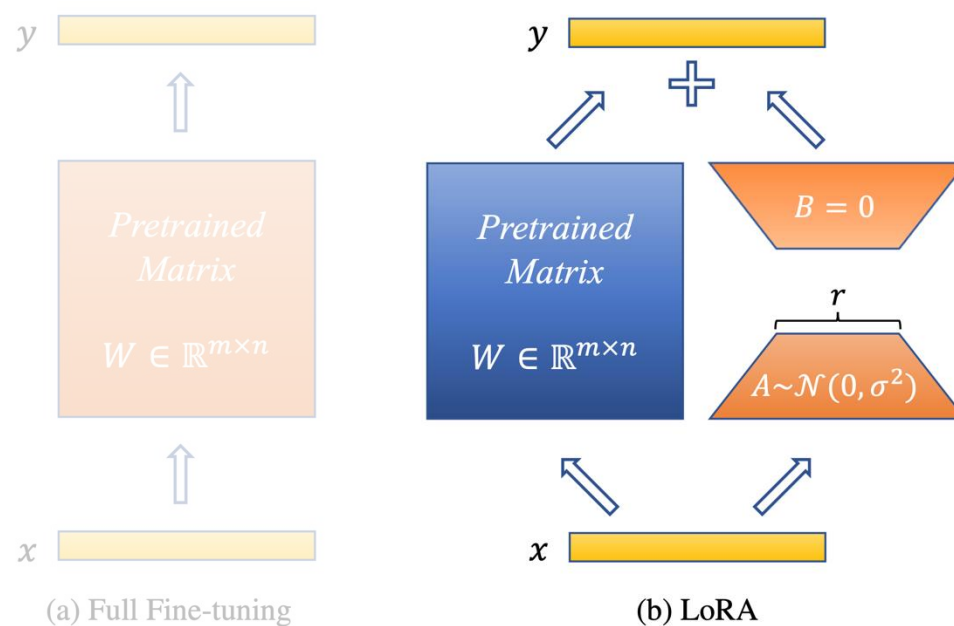 y
Pretrained
Matrix
W ∈ ℝ^{m×n}
x
(a) Full Fine-tuning
y
Pretrained
Matrix
W ∈ ℝ^{m×n}
B = 0
r
A~𝒩(0, σ²)
x
(b) LoRA